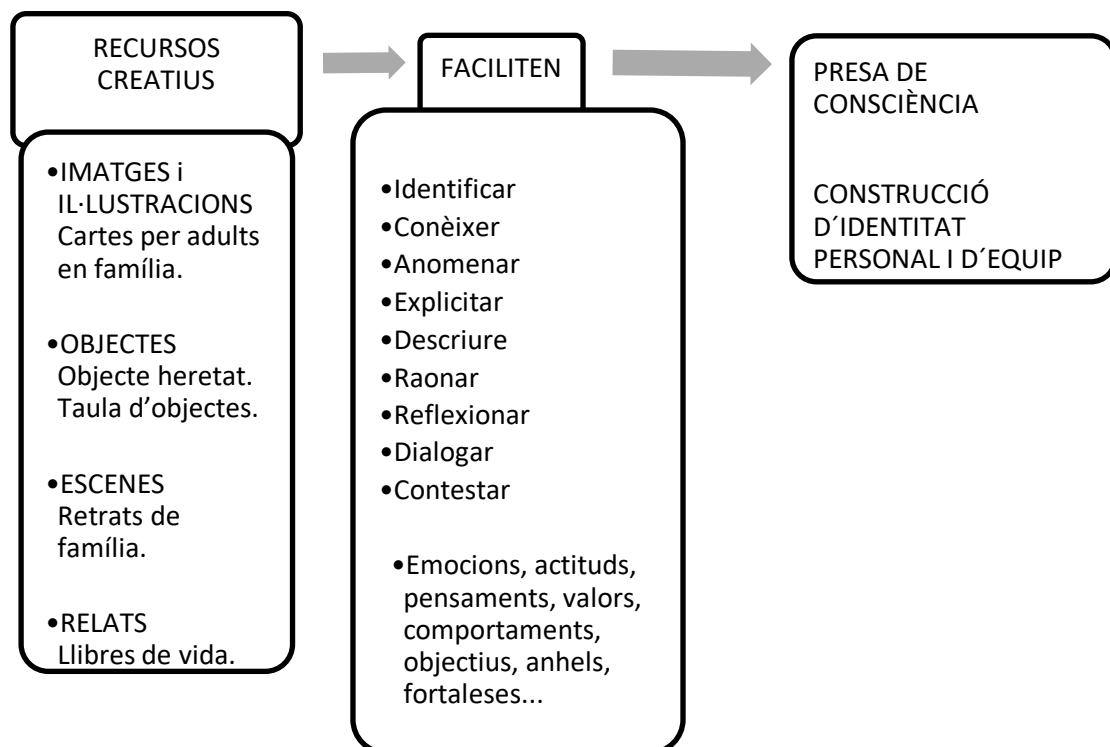 RECURSOS
CREATIUS
•IMATGES i
IL·LUSTRACIONS
Cartes per adults
en família.
•OBJECTES
Objecte heretat.
Taula d’objectes.
•ESCENES
Retrats de
família.
•RELATS
Llibres de vida.
FACILITEN
•Identificar
•Conèixer
•Anomenar
•Explicitar
•Descriure
•Raonar
•Reflexionar
•Dialogar
•Contestar
•Emocions, actituds,
pensaments, valors,
comportaments,
objectius, anhels,
fortaleses...
PRESA DE
CONSCIÈNCIA
CONSTRUCCIÓ
D´IDENTITAT
PERSONAL I D´EQUIP